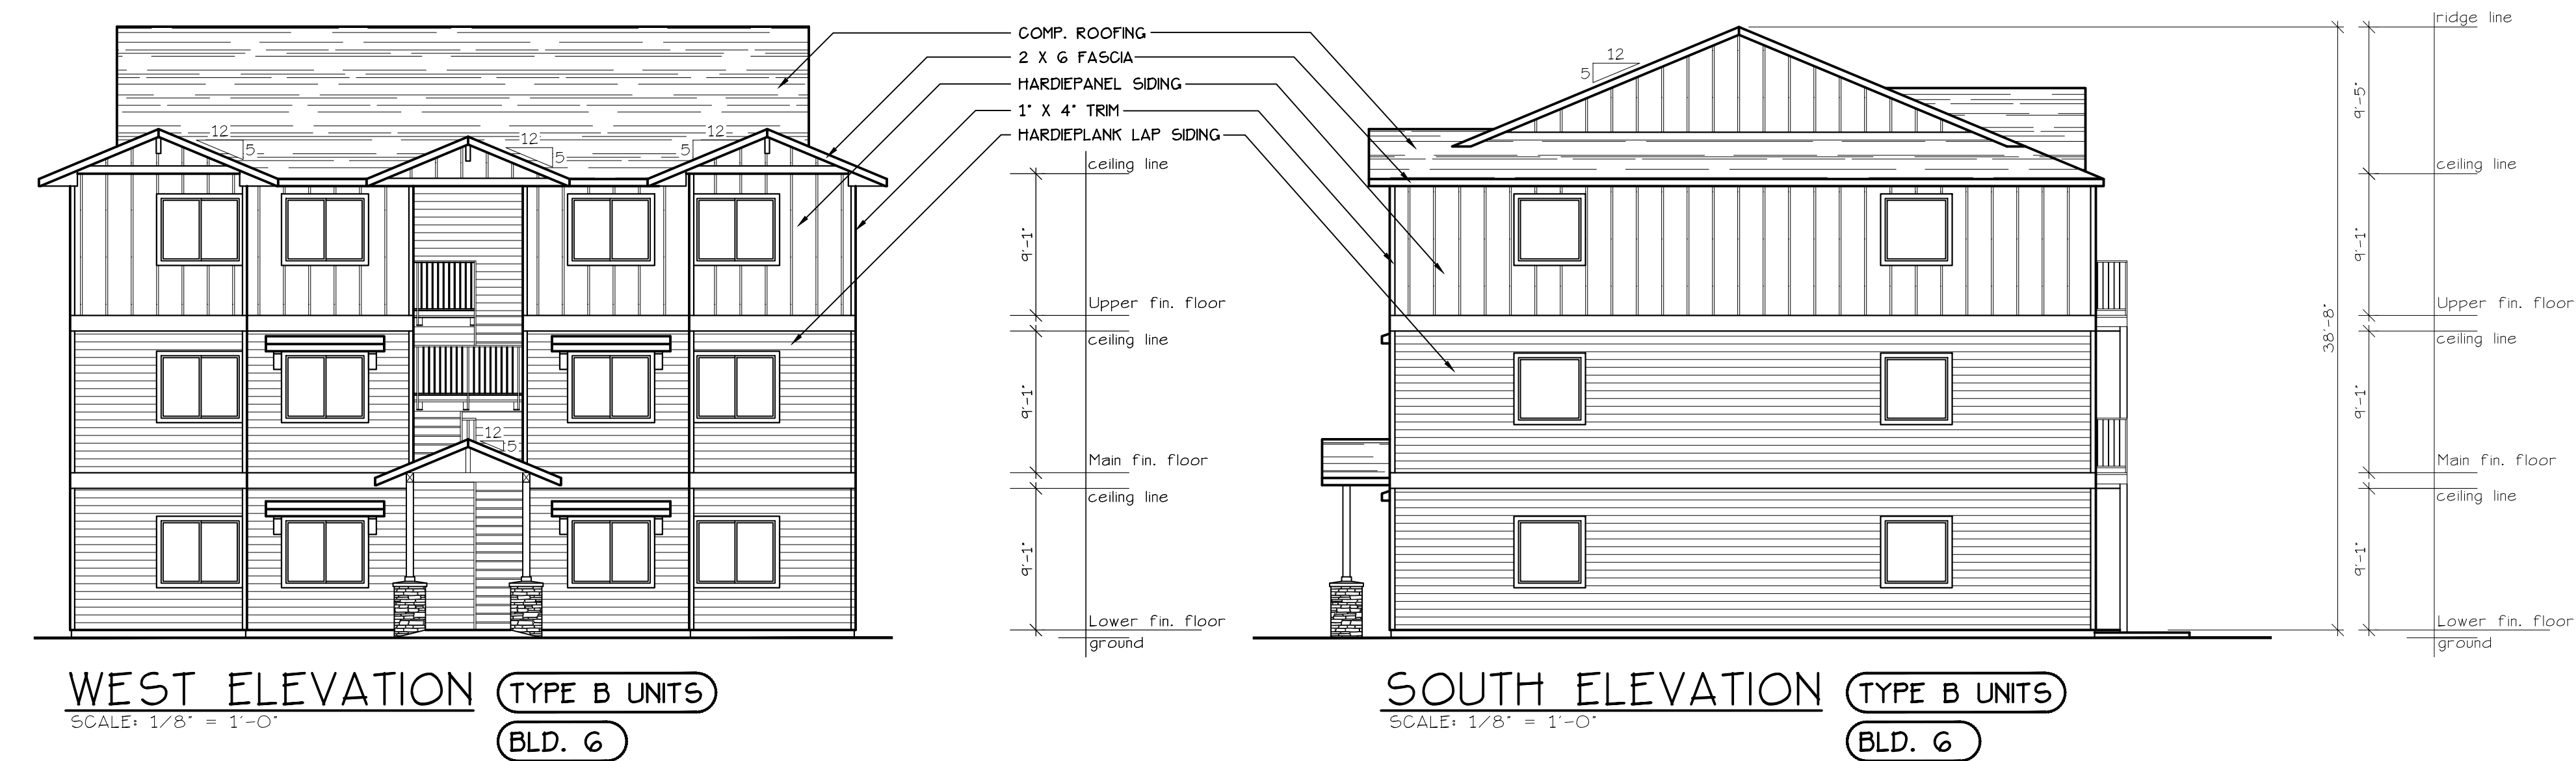 COMP. ROOFING
2 X 6 FASCIA
HARDIEPANEL SIDING
1" X 4" TRIM
HARDIEPLANK LAP SIDING
12
5
12
5
12
5
12
5
ceiling line
9'-1"
Upper fin. floor
ceiling line
9'-1"
Main fin. floor
ceiling line
9'-1"
Lower fin. floor
ground
WEST ELEVATION
TYPE B UNITS
SCALE: 1/8" = 1'-0"
BLD. 6
12
5
38'-8"
ridge line
9'-5"
ceiling line
9'-1"
Upper fin. floor
ceiling line
9'-1"
Main fin. floor
ceiling line
9'-1"
Lower fin. floor
ground
SOUTH ELEVATION
TYPE B UNITS
SCALE: 1/8" = 1'-0"
BLD. 6